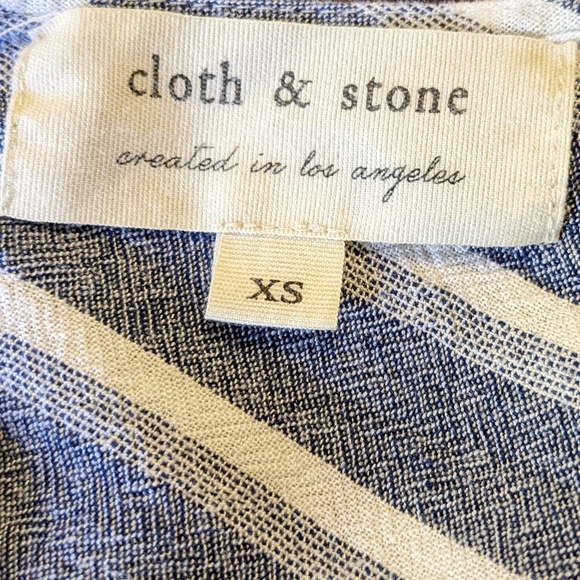 cloth & stone
created in los angeles
XS